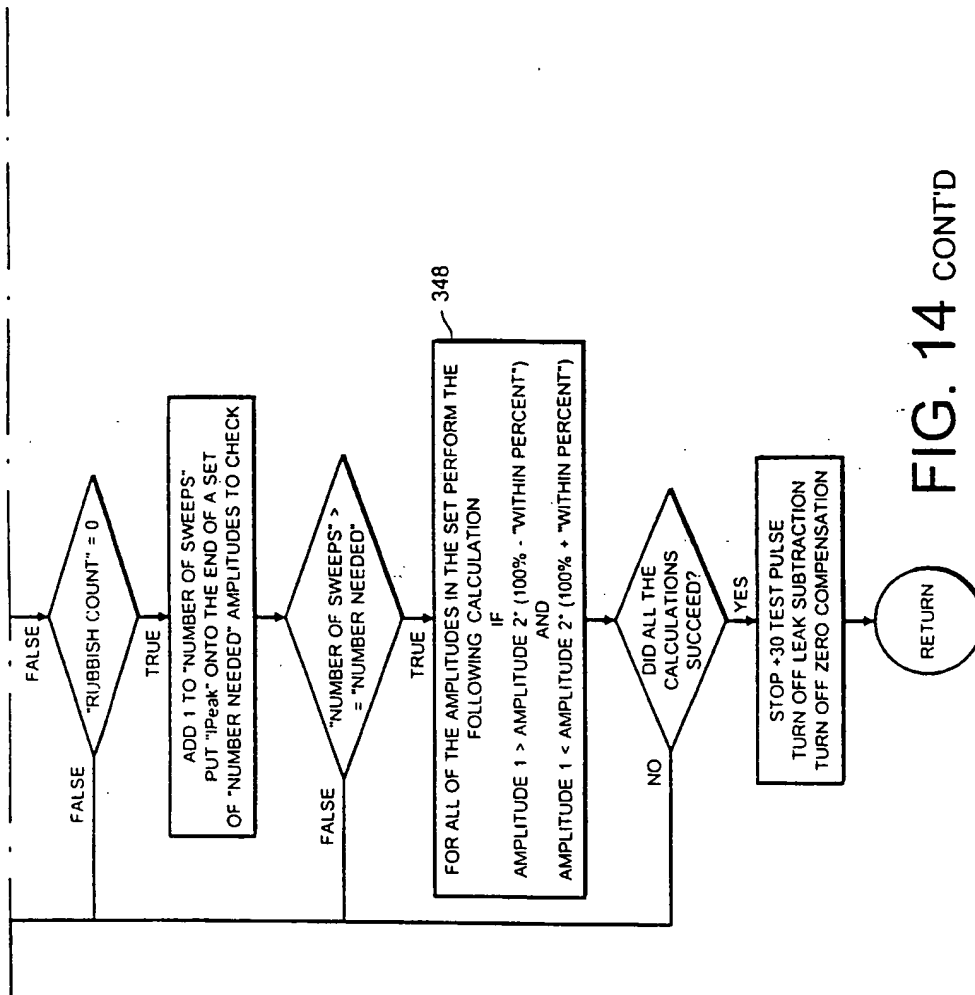 FALSE
"RUBBISH COUNT" = 0
FALSE
TRUE
ADD 1 TO "NUMBER OF SWEEPS"
PUT "IPeak" ONTO THE END OF A SET
OF "NUMBER NEEDED" AMPLITUDES TO CHECK
"NUMBER OF SWEEPS" >
= "NUMBER NEEDED"
FALSE
TRUE
348
FOR ALL OF THE AMPLITUDES IN THE SET PERFORM THE
FOLLOWING CALCULATION
IF
AMPLITUDE 1 > AMPLITUDE 2* (100% - "WITHIN PERCENT")
AND
AMPLITUDE 1 < AMPLITUDE 2* (100% + "WITHIN PERCENT")
DID ALL THE
CALCULATIONS
SUCCEED?
NO
YES
STOP +30 TEST PULSE
TURN OFF LEAK SUBTRACTION
TURN OFF ZERO COMPENSATION
RETURN
FIG. 14 CONT'D